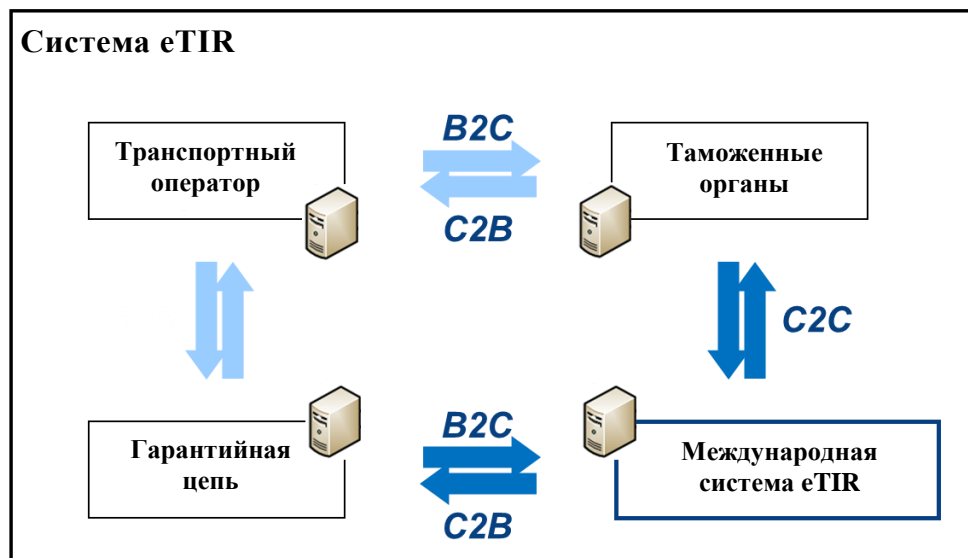 Система eTIR
B2C
Транспортный
оператор
Таможенные
органы
C2B
C2C
B2C
Гарантийная
цепь
Международная
система eTIR
C2B